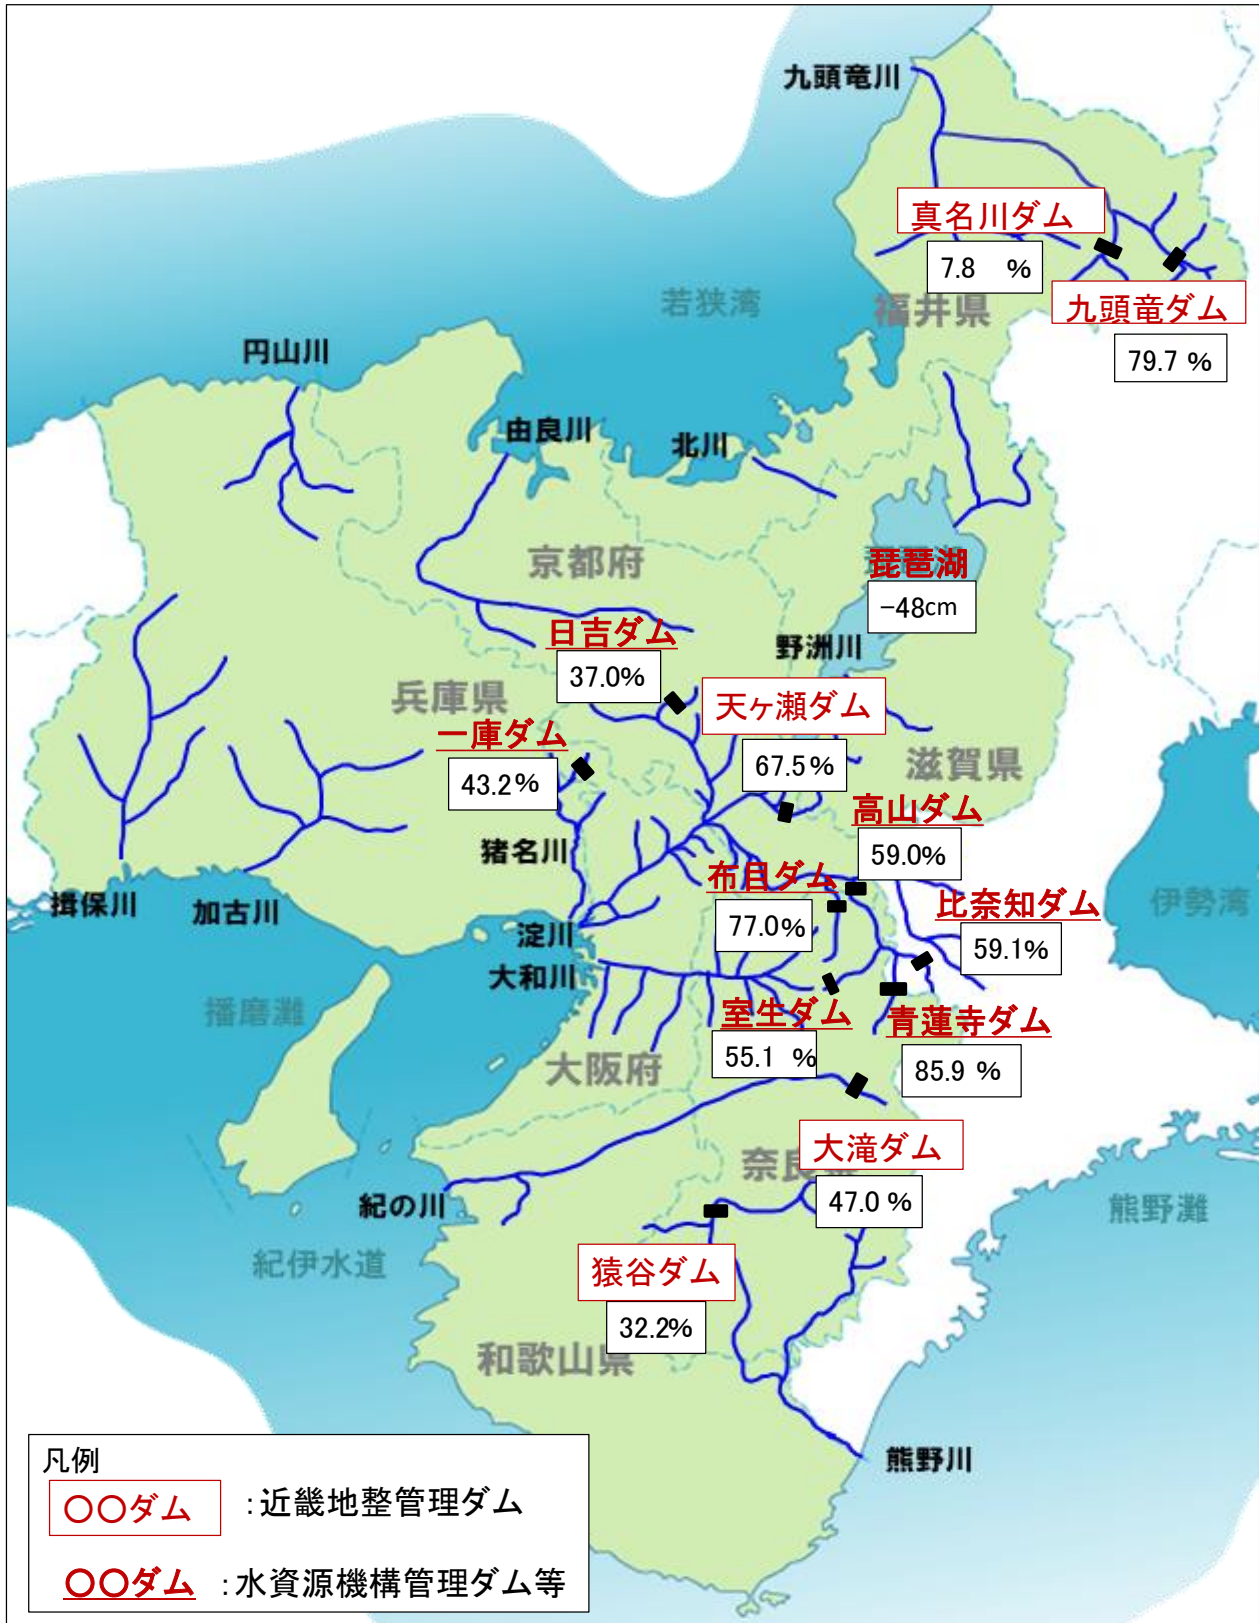 九頭竜川
真名川ダム
7.8 %
若狭湾
福井県
九頭竜ダム
79.7 %
円山川
由良川
北川
京都府
琵琶湖
-48cm
日吉ダム
37.0%
野洲川
兵庫県
天ヶ瀬ダム
67.5%
一庫ダム
43.2%
滋賀県
高山ダム
59.0%
猪名川
布目ダム
77.0%
揖保川
加古川
比奈知ダム
59.1%
伊勢湾
淀川
大和川
播磨灘
室生ダム
55.1 %
青蓮寺ダム
85.9 %
大阪府
大滝ダム
47.0 %
奈良県
紀の川
熊野灘
紀伊水道
猿谷ダム
32.2%
和歌山県
熊野川
凡例
〇〇ダム :近畿地整管理ダム
〇〇ダム :水資源機構管理ダム等